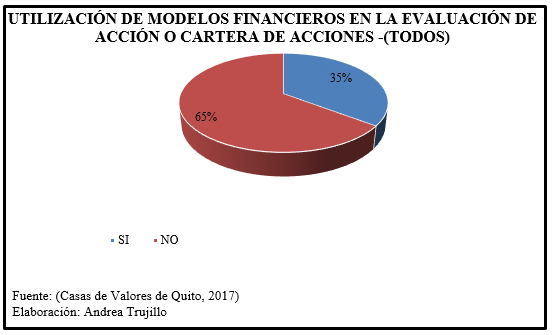 UTILIZACIÓN DE MODELOS FINANCIEROS EN LA EVALUACIÓN DE
ACCIÓN O CARTERA DE ACCIONES -(TODOS)
35%
65%
SI NO
Fuente: (Casas de Valores de Quito, 2017)
Elaboración: Andrea Trujillo